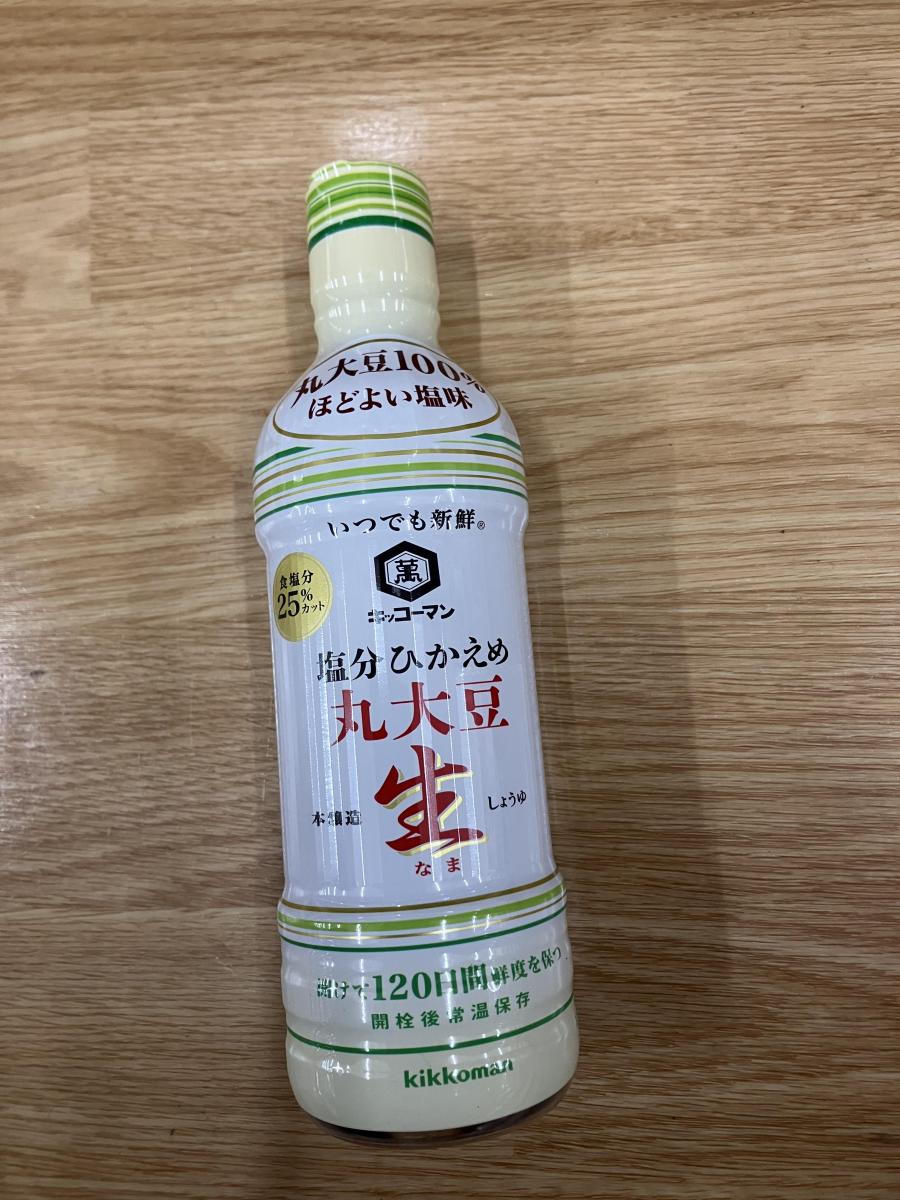 丸大豆100%
ほどよい塩味
いつでも新鮮®
食塩分
25%
カット
萬
キッコーマン
塩分ひかえめ
丸大豆
生
なま
本醸造
しょうゆ
開けて120日間鮮度を保つ
開栓後常温保存
kikkoman